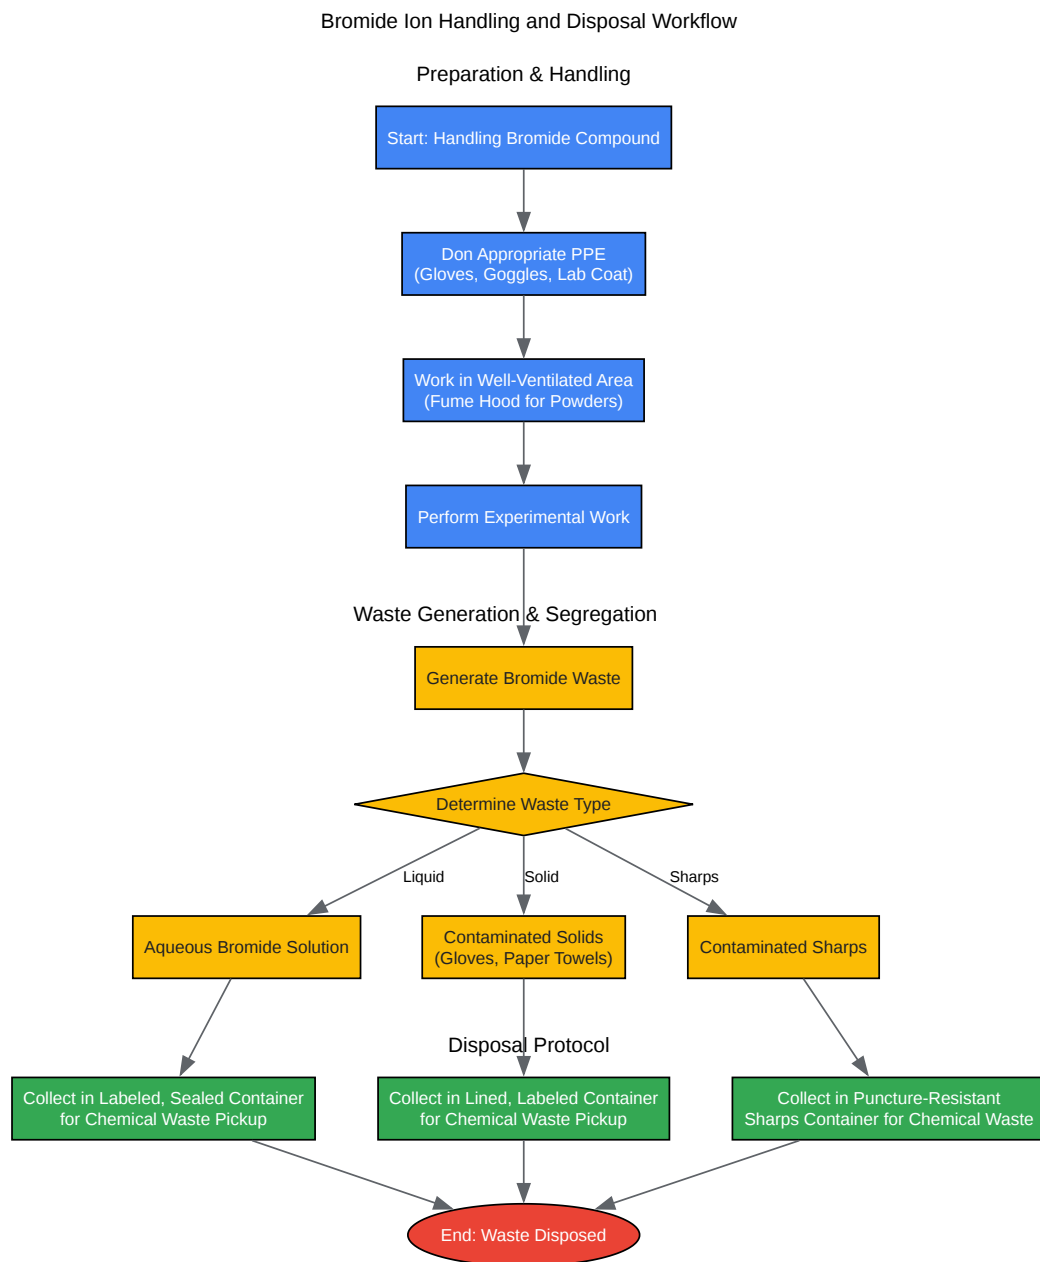 Bromide Ion Handling and Disposal Workflow
Preparation & Handling
Start: Handling Bromide Compound
Don Appropriate PPE
(Gloves, Goggles, Lab Coat)
Work in Well-Ventilated Area
(Fume Hood for Powders)
Perform Experimental Work
Waste Generation & Segregation
Generate Bromide Waste
Determine Waste Type
Liquid
Solid
Sharps
Aqueous Bromide Solution
Contaminated Solids
(Gloves, Paper Towels)
Contaminated Sharps
Disposal Protocol
Collect in Labeled, Sealed Container
for Chemical Waste Pickup
Collect in Lined, Labeled Container
for Chemical Waste Pickup
Collect in Puncture-Resistant
Sharps Container for Chemical Waste
End: Waste Disposed